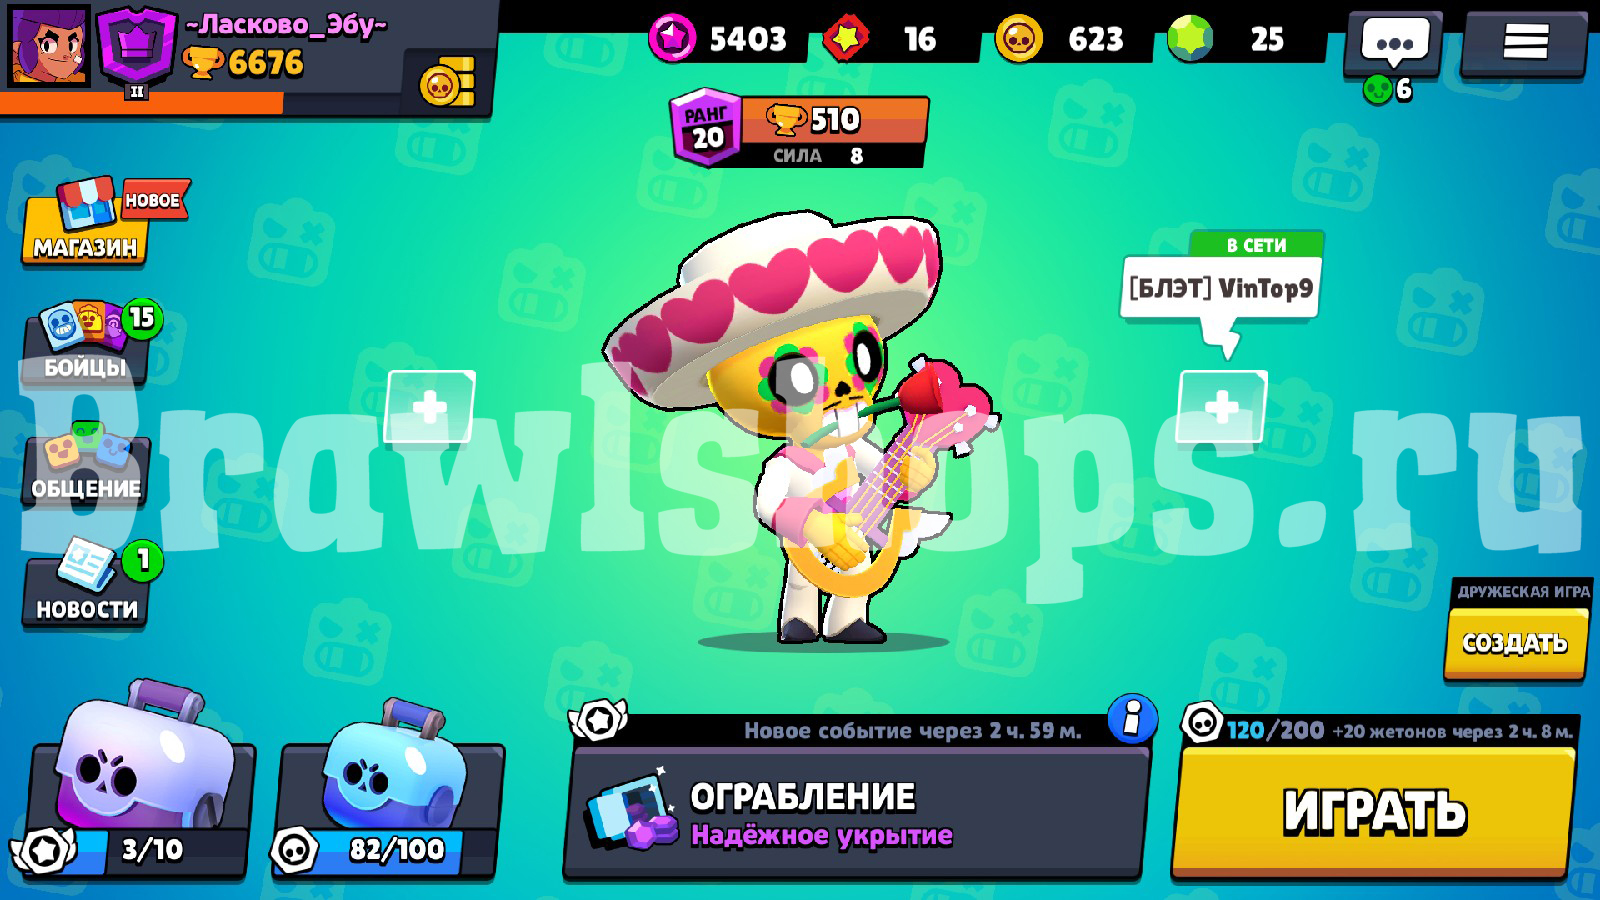 ~Ласково_Эбу~
6676
II
5403
16
623
25
6
РАНГ
20
510
СИЛА 8
МАГАЗИН
НОВОЕ
БОЙЦЫ
15
ОБЩЕНИЕ
НОВОСТИ
1
В СЕТИ
[БЛЭТ] VinTop9
Brawlshops.ru
ДРУЖЕСКАЯ ИГРА
СОЗДАТЬ
3/10
82/100
Новое событие через 2 ч. 59 м.
i
ОГРАБЛЕНИЕ
Надёжное укрытие
120/200 +20 жетонов через 2 ч. 8 м.
ИГРАТЬ